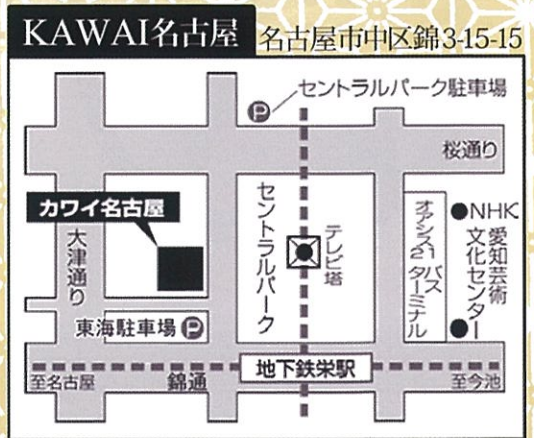 KAWAI名古屋 名古屋市中区錦3-15-15
セントラルパーク駐車場
P
桜通り
カワイ名古屋
大津通り
セントラルパーク
テレビ塔
オアシス21
バスターミナル
NHK
愛知芸術
文化センター
東海駐車場 P
地下鉄栄駅
至名古屋
錦通
至今池